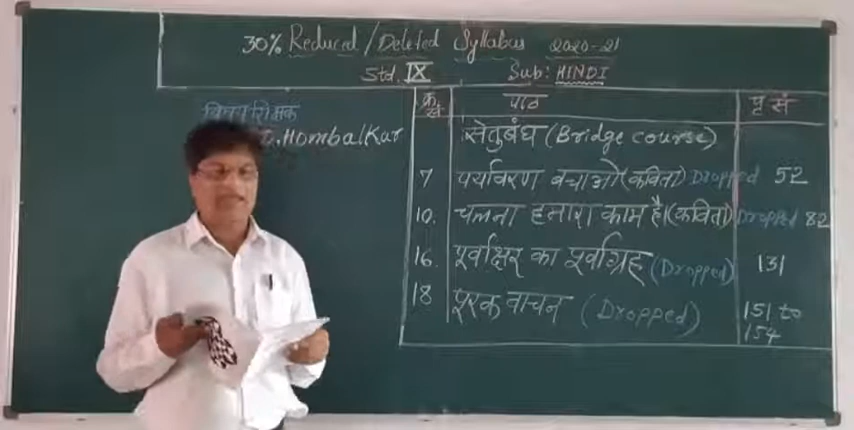 30% Reduced/Deleted Syllabus 2020-21
Std. IX Sub: HINDI
क्र.सं पाठ पृ सं
विषय शिक्षक
D. Hombalkar
सेतुबंध (Bridge course)
7 पर्यावरण बचाओ (कविता) Dropped 52
10. चलना हमारा काम है। (कविता) Dropped 82
16. पूर्वाक्षर का पूर्वाग्रह (Dropped) 131
18 पूरक वाचन (Dropped) 151 to
154